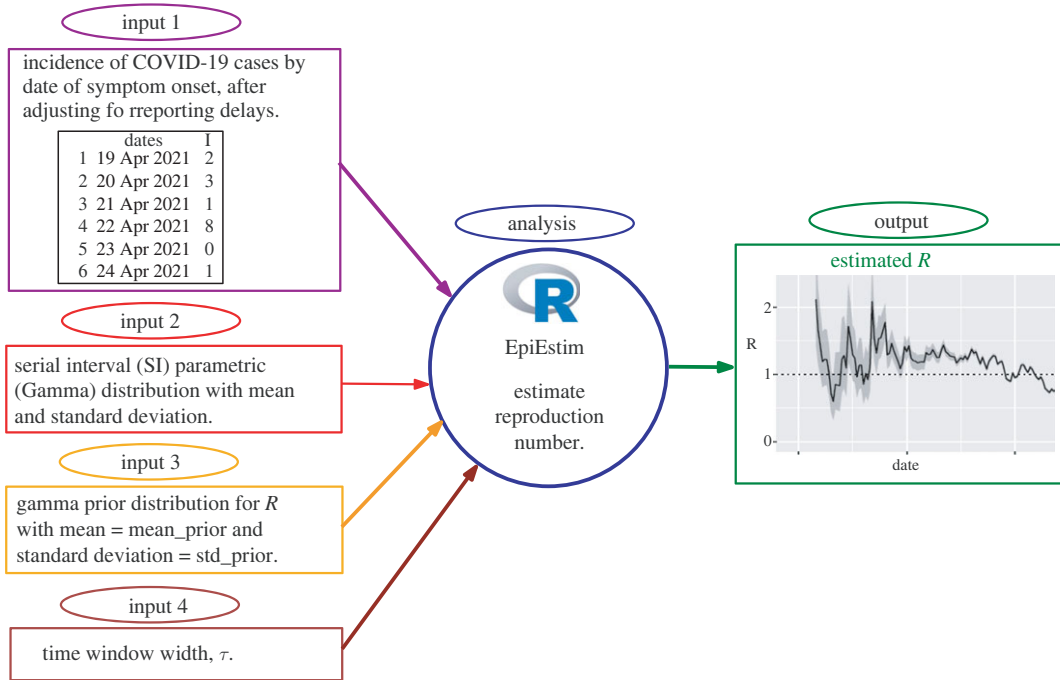 input 1
incidence of COVID-19 cases by
date of symptom onset, after
adjusting fo rreporting delays.
dates I
1 19 Apr 2021 2
2 20 Apr 2021 3
3 21 Apr 2021 1
4 22 Apr 2021 8
5 23 Apr 2021 0
6 24 Apr 2021 1
input 2
serial interval (SI) parametric
(Gamma) distribution with mean
and standard deviation.
input 3
gamma prior distribution for R
with mean = mean_prior and
standard deviation = std_prior.
input 4
time window width, τ.
analysis
R
EpiEstim
estimate
reproduction
number.
output
estimated R
2
R
1
0
date